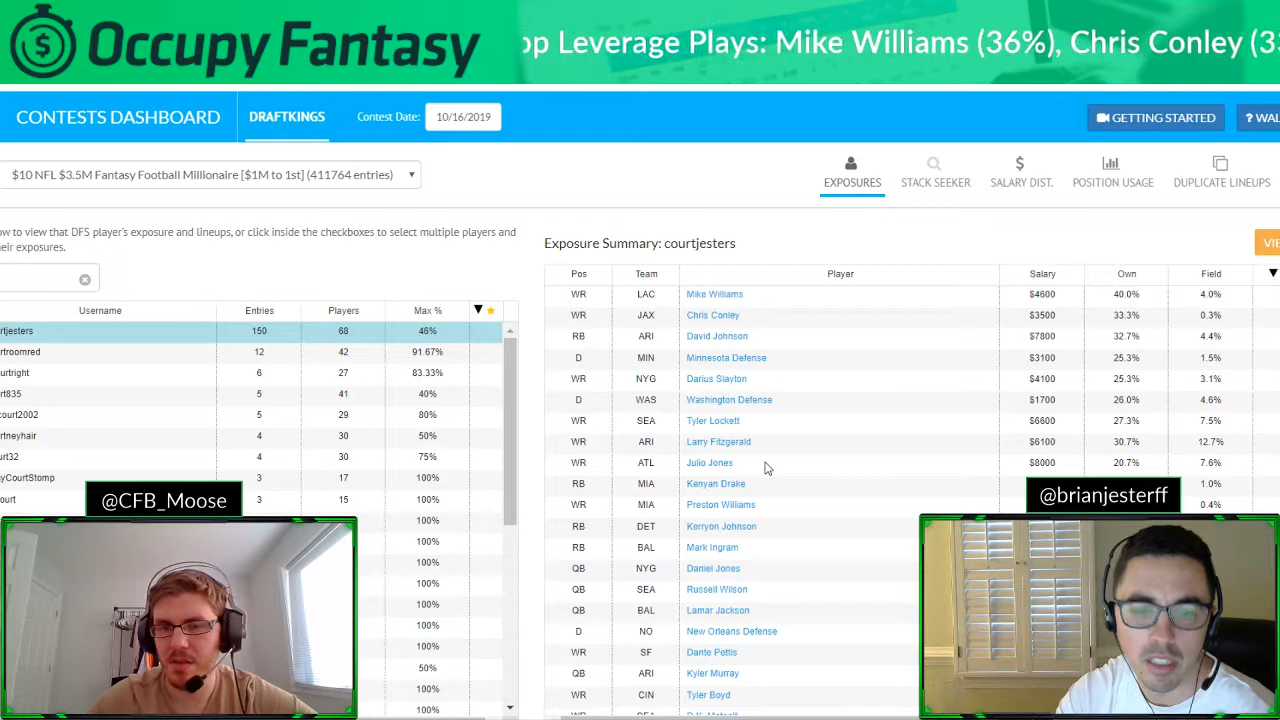 Occupy Fantasy
op Leverage Plays: Mike Williams (36%), Chris Conley (3
CONTESTS DASHBOARD
DRAFTKINGS
Contest Date:
10/16/2019
GETTING STARTED
? WAL
$10 NFL $3.5M Fantasy Football Millionaire [$1M to 1st] (411764 entries)
EXPOSURES
STACK SEEKER
SALARY DIST.
POSITION USAGE
DUPLICATE LINEUPS
ow to view that DFS player's exposure and lineups, or click inside the checkboxes to select multiple players and
heir exposures.
Exposure Summary: courtjesters
VIE
Username Entries Players Max %
rtjesters 150 68 46%
rtroomred 12 42 91.67%
urtright 6 27 83.33%
rt835 5 41 40%
court2002 5 29 80%
rtneyhair 4 30 50%
urt32 4 30 75%
yCourtStomp 3 17 100%
ourt 3 15 100%
100%
100%
100%
100%
100%
100%
50%
100%
100%
Pos Team Player Salary Own Field
WR LAC Mike Williams $4600 40.0% 4.0%
WR JAX Chris Conley $3500 33.3% 0.3%
RB ARI David Johnson $7800 32.7% 4.4%
D MIN Minnesota Defense $3100 25.3% 1.5%
WR NYG Darius Slayton $4100 25.3% 3.1%
D WAS Washington Defense $1700 26.0% 4.6%
WR SEA Tyler Lockett $6600 27.3% 7.5%
WR ARI Larry Fitzgerald $6100 30.7% 12.7%
WR ATL Julio Jones $8000 20.7% 7.6%
RB MIA Kenyan Drake 1.0%
WR MIA Preston Williams 0.4%
RB DET Kerryon Johnson
RB BAL Mark Ingram
QB NYG Daniel Jones
QB SEA Russell Wilson
QB BAL Lamar Jackson
D NO New Orleans Defense
WR SF Dante Pettis
QB ARI Kyler Murray
WR CIN Tyler Boyd
@CFB_Moose
@brianjesterff